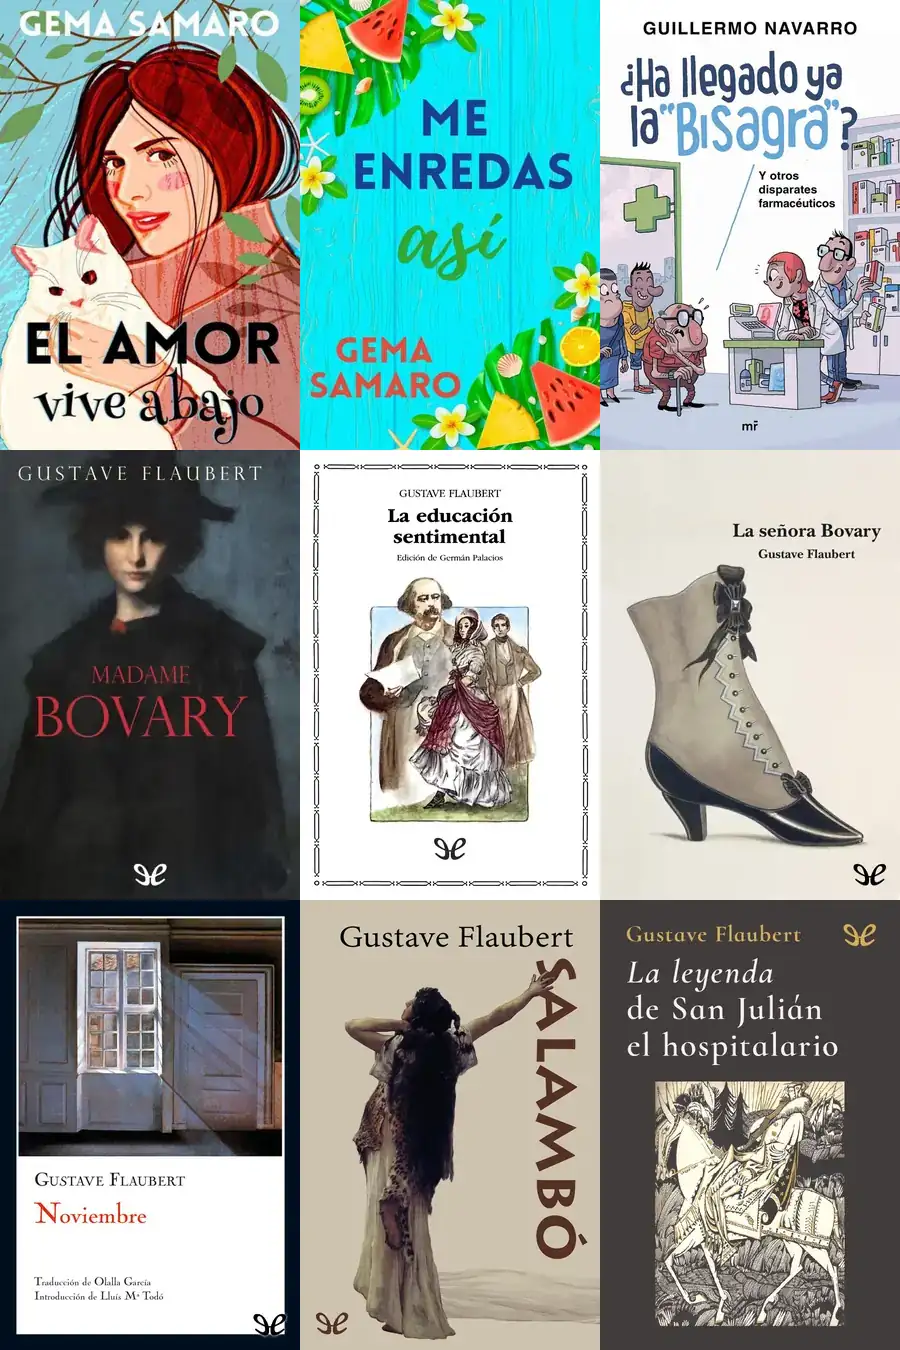 GEMA SAMARO
EL AMOR
vive abajo
ME
ENREDAS
así
GEMA
SAMARO
GUILLERMO NAVARRO
¿Ha llegado ya
la "Bisagra"?
Y otros
disparates
farmacéuticos
mr
GUSTAVE FLAUBERT
MADAME
BOVARY
GUSTAVE FLAUBERT
La educación
sentimental
Edición de Germán Palacios
La señora Bovary
Gustave Flaubert
GUSTAVE FLAUBERT
Noviembre
Traducción de Olalla García
Introducción de Lluís Mª Todó
Gustave Flaubert
SALAMBÓ
Gustave Flaubert
La leyenda
de San Julián
el hospitalario